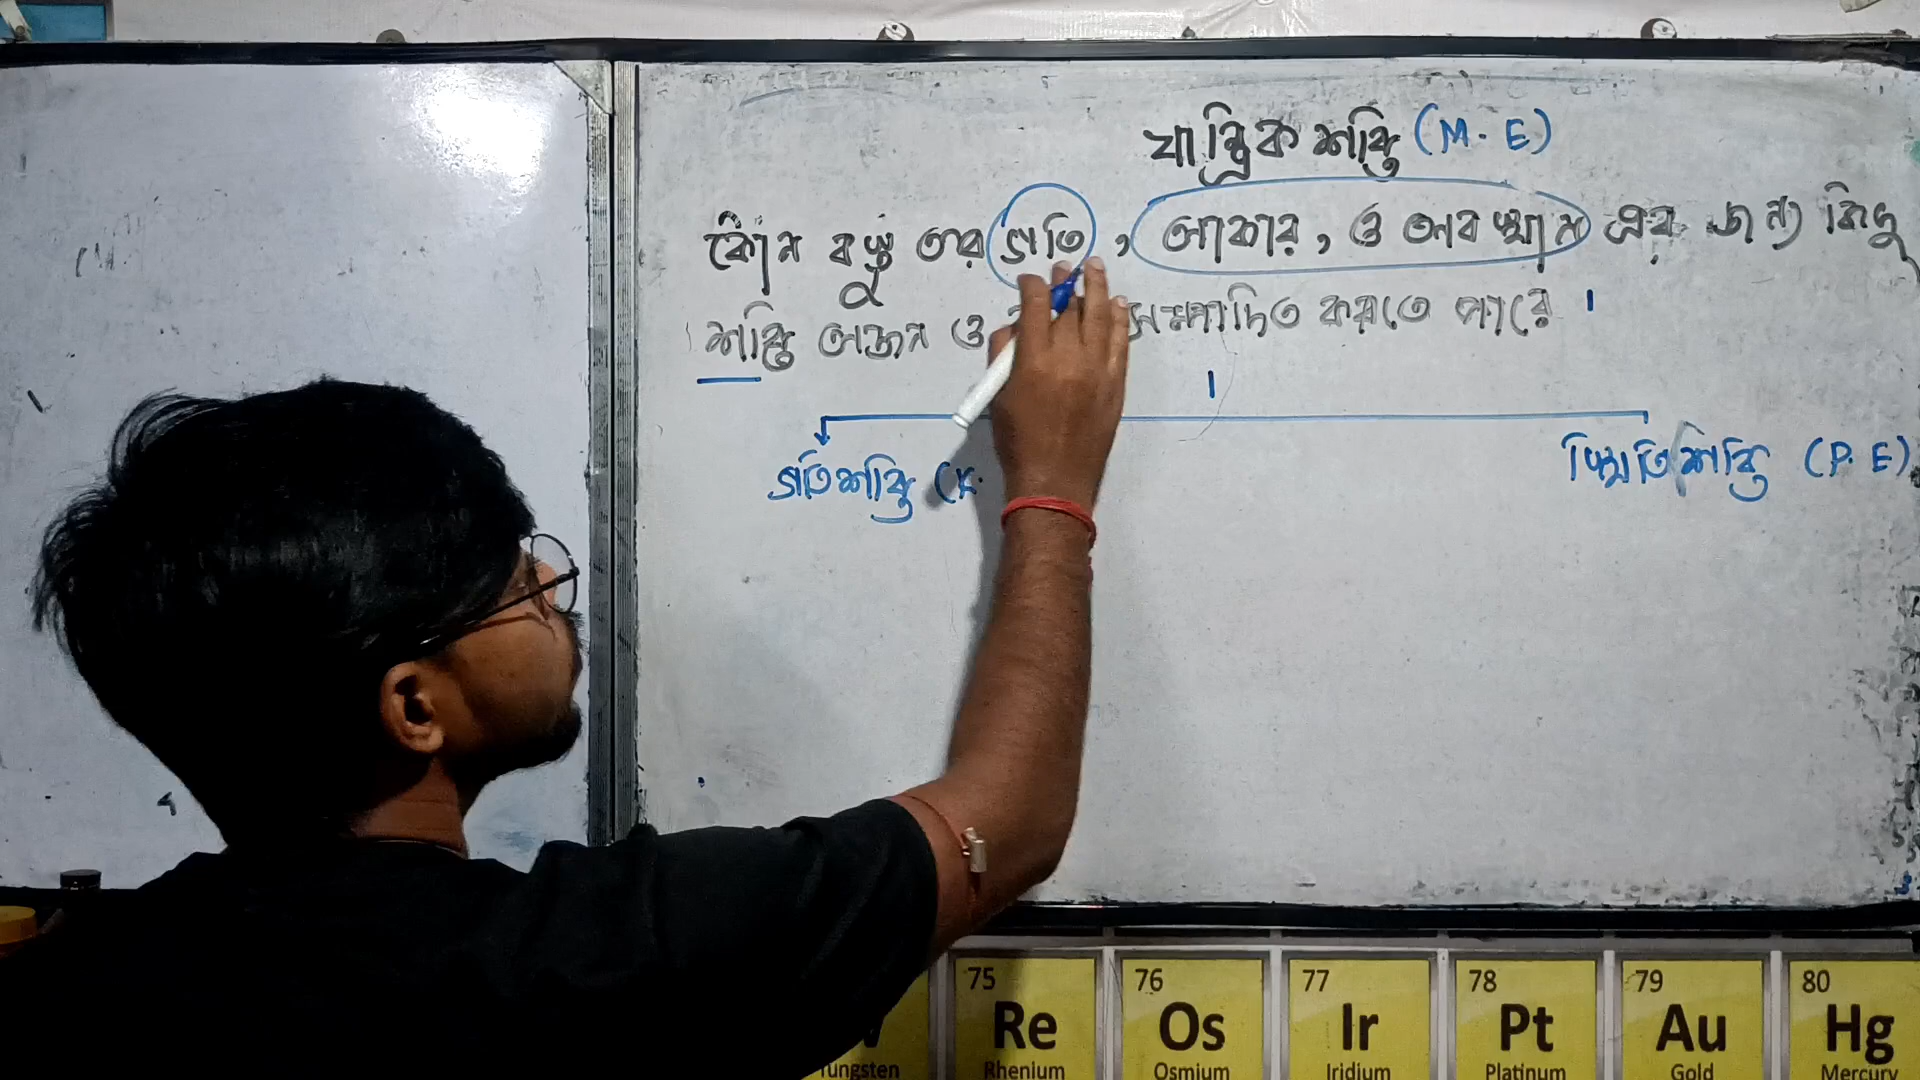 যান্ত্রিক শক্তি (M. E)
কোন বস্তু তার গতি, আকার, ও অবস্থান এর জন্য কিছু
শক্তি অর্জন ও সম্পাদিত করতে পারে ।
গতিশক্তি (K.
স্থিতিশক্তি (P. E)
75 76 77 78 79 80
Re Os Ir Pt Au Hg
Tungsten Rhenium Osmium Iridium Platinum Gold Mercury